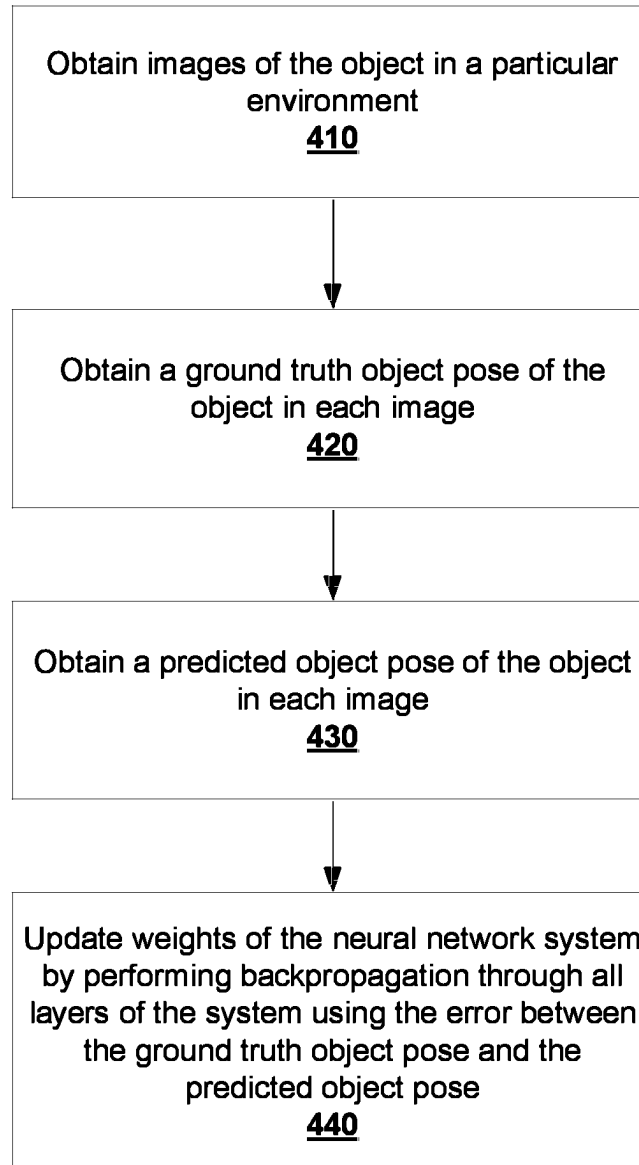 Obtain images of the object in a particular
environment
410
Obtain a ground truth object pose of the
object in each image
420
Obtain a predicted object pose of the object
in each image
430
Update weights of the neural network system
by performing backpropagation through all
layers of the system using the error between
the ground truth object pose and the
predicted object pose
440